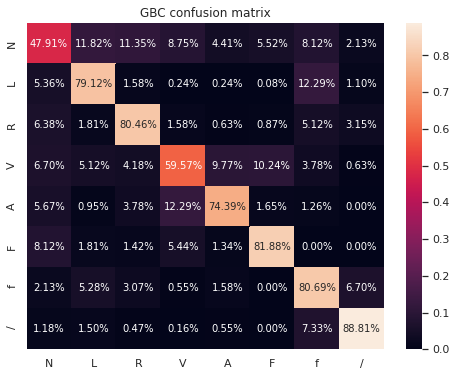 GBC confusion matrix
N 47.91% 11.82% 11.35% 8.75% 4.41% 5.52% 8.12% 2.13%
L 5.36% 79.12% 1.58% 0.24% 0.24% 0.08% 12.29% 1.10%
R 6.38% 1.81% 80.46% 1.58% 0.63% 0.87% 5.12% 3.15%
V 6.70% 5.12% 4.18% 59.57% 9.77% 10.24% 3.78% 0.63%
A 5.67% 0.95% 3.78% 12.29% 74.39% 1.65% 1.26% 0.00%
F 8.12% 1.81% 1.42% 5.44% 1.34% 81.88% 0.00% 0.00%
f 2.13% 5.28% 3.07% 0.55% 1.58% 0.00% 80.69% 6.70%
/ 1.18% 1.50% 0.47% 0.16% 0.55% 0.00% 7.33% 88.81%
N L R V A F f /
0.8
0.7
0.6
0.5
0.4
0.3
0.2
0.1
0.0